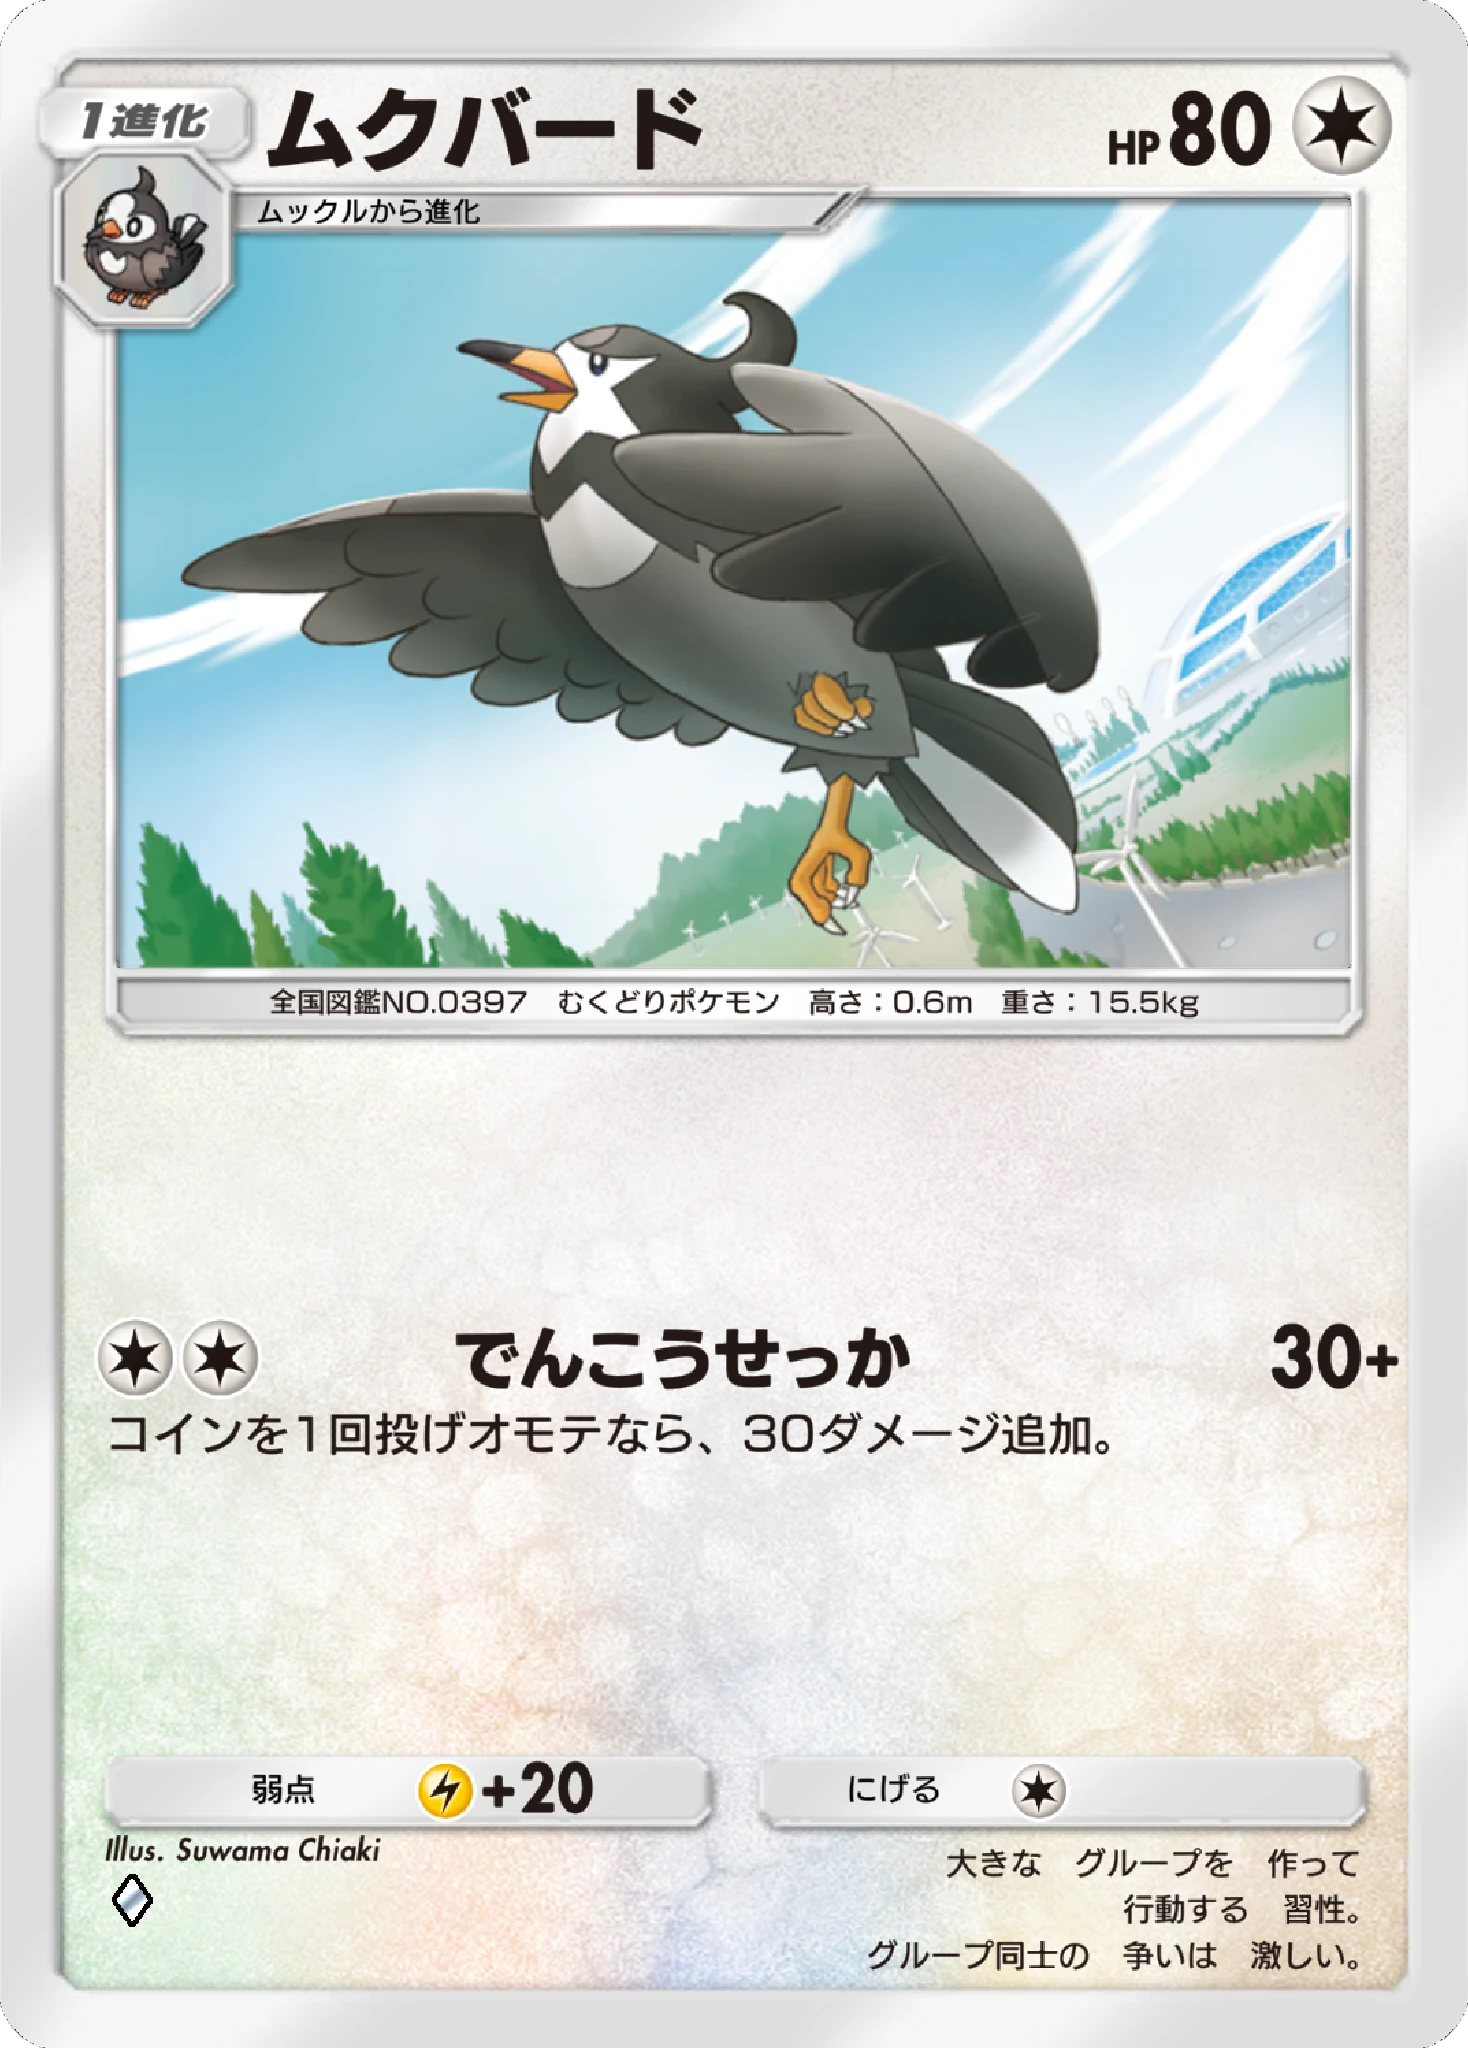 1進化
ムクバード
HP 80
ムックルから進化
全国図鑑NO.0397 むくどりポケモン 高さ：0.6m 重さ：15.5kg
でんこうせっか 30+
コインを1回投げオモテなら、30ダメージ追加。
弱点 +20 にげる
Illus. Suwama Chiaki
大きな グループを 作って
行動する 習性。
グループ同士の 争いは 激しい。